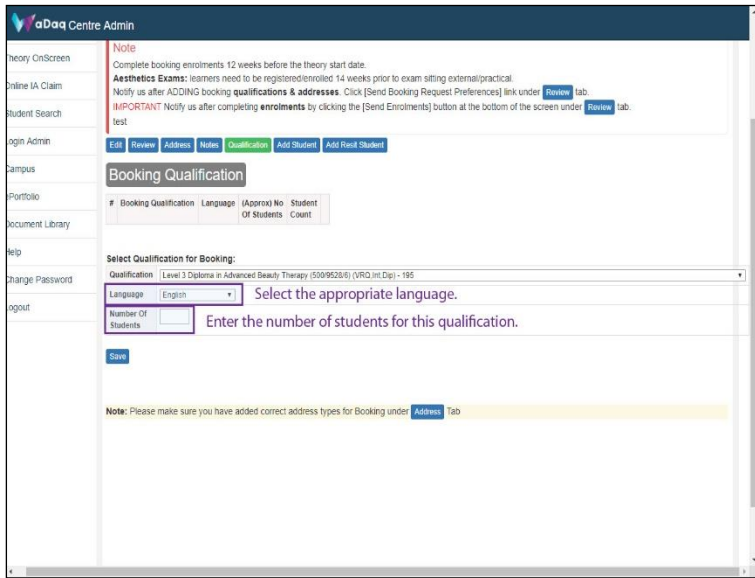 WaDaq Centre Admin
Theory OnScreen
Online IA Claim
Student Search
Login Admin
Campus
ePortfolio
Document Library
Help
Change Password
Logout
Note
Complete booking enrolments 12 weeks before the theory start date.
Aesthetics Exams: learners need to be registered/enrolled 14 weeks prior to exam sitting external/practical.
Notify us after ADDING booking qualifications & addresses. Click [Send Booking Request Preferences] link under Review tab.
IMPORTANT Notify us after completing enrolments by clicking the [Send Enrolments] button at the bottom of the screen under Review tab.
test
Edit Review Address Notes Qualification Add Student Add Resit Student
Booking Qualification
# Booking Qualification Language (Approx) No Of Students Student Count
Select Qualification for Booking:
Qualification Level 3 Diploma in Advanced Beauty Therapy (500/9528/6) (VRQ,Int.Dip) - 195
Language English Select the appropriate language.
Number Of Students Enter the number of students for this qualification.
Save
Note: Please make sure you have added correct address types for Booking under Address Tab